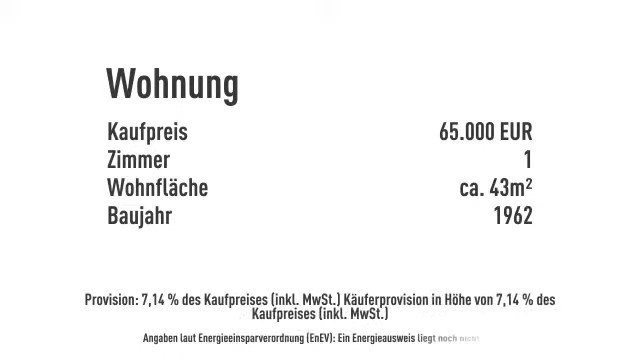 Wohnung
Kaufpreis 65.000 EUR
Zimmer 1
Wohnfläche ca. 43m²
Baujahr 1962
Provision: 7,14 % des Kaufpreises (inkl. MwSt.) Käuferprovision in Höhe von 7,14 % des
Kaufpreises (inkl. MwSt.)
Angaben laut Energieeinsparverordnung (EnEV): Ein Energieausweis liegt noch nicht